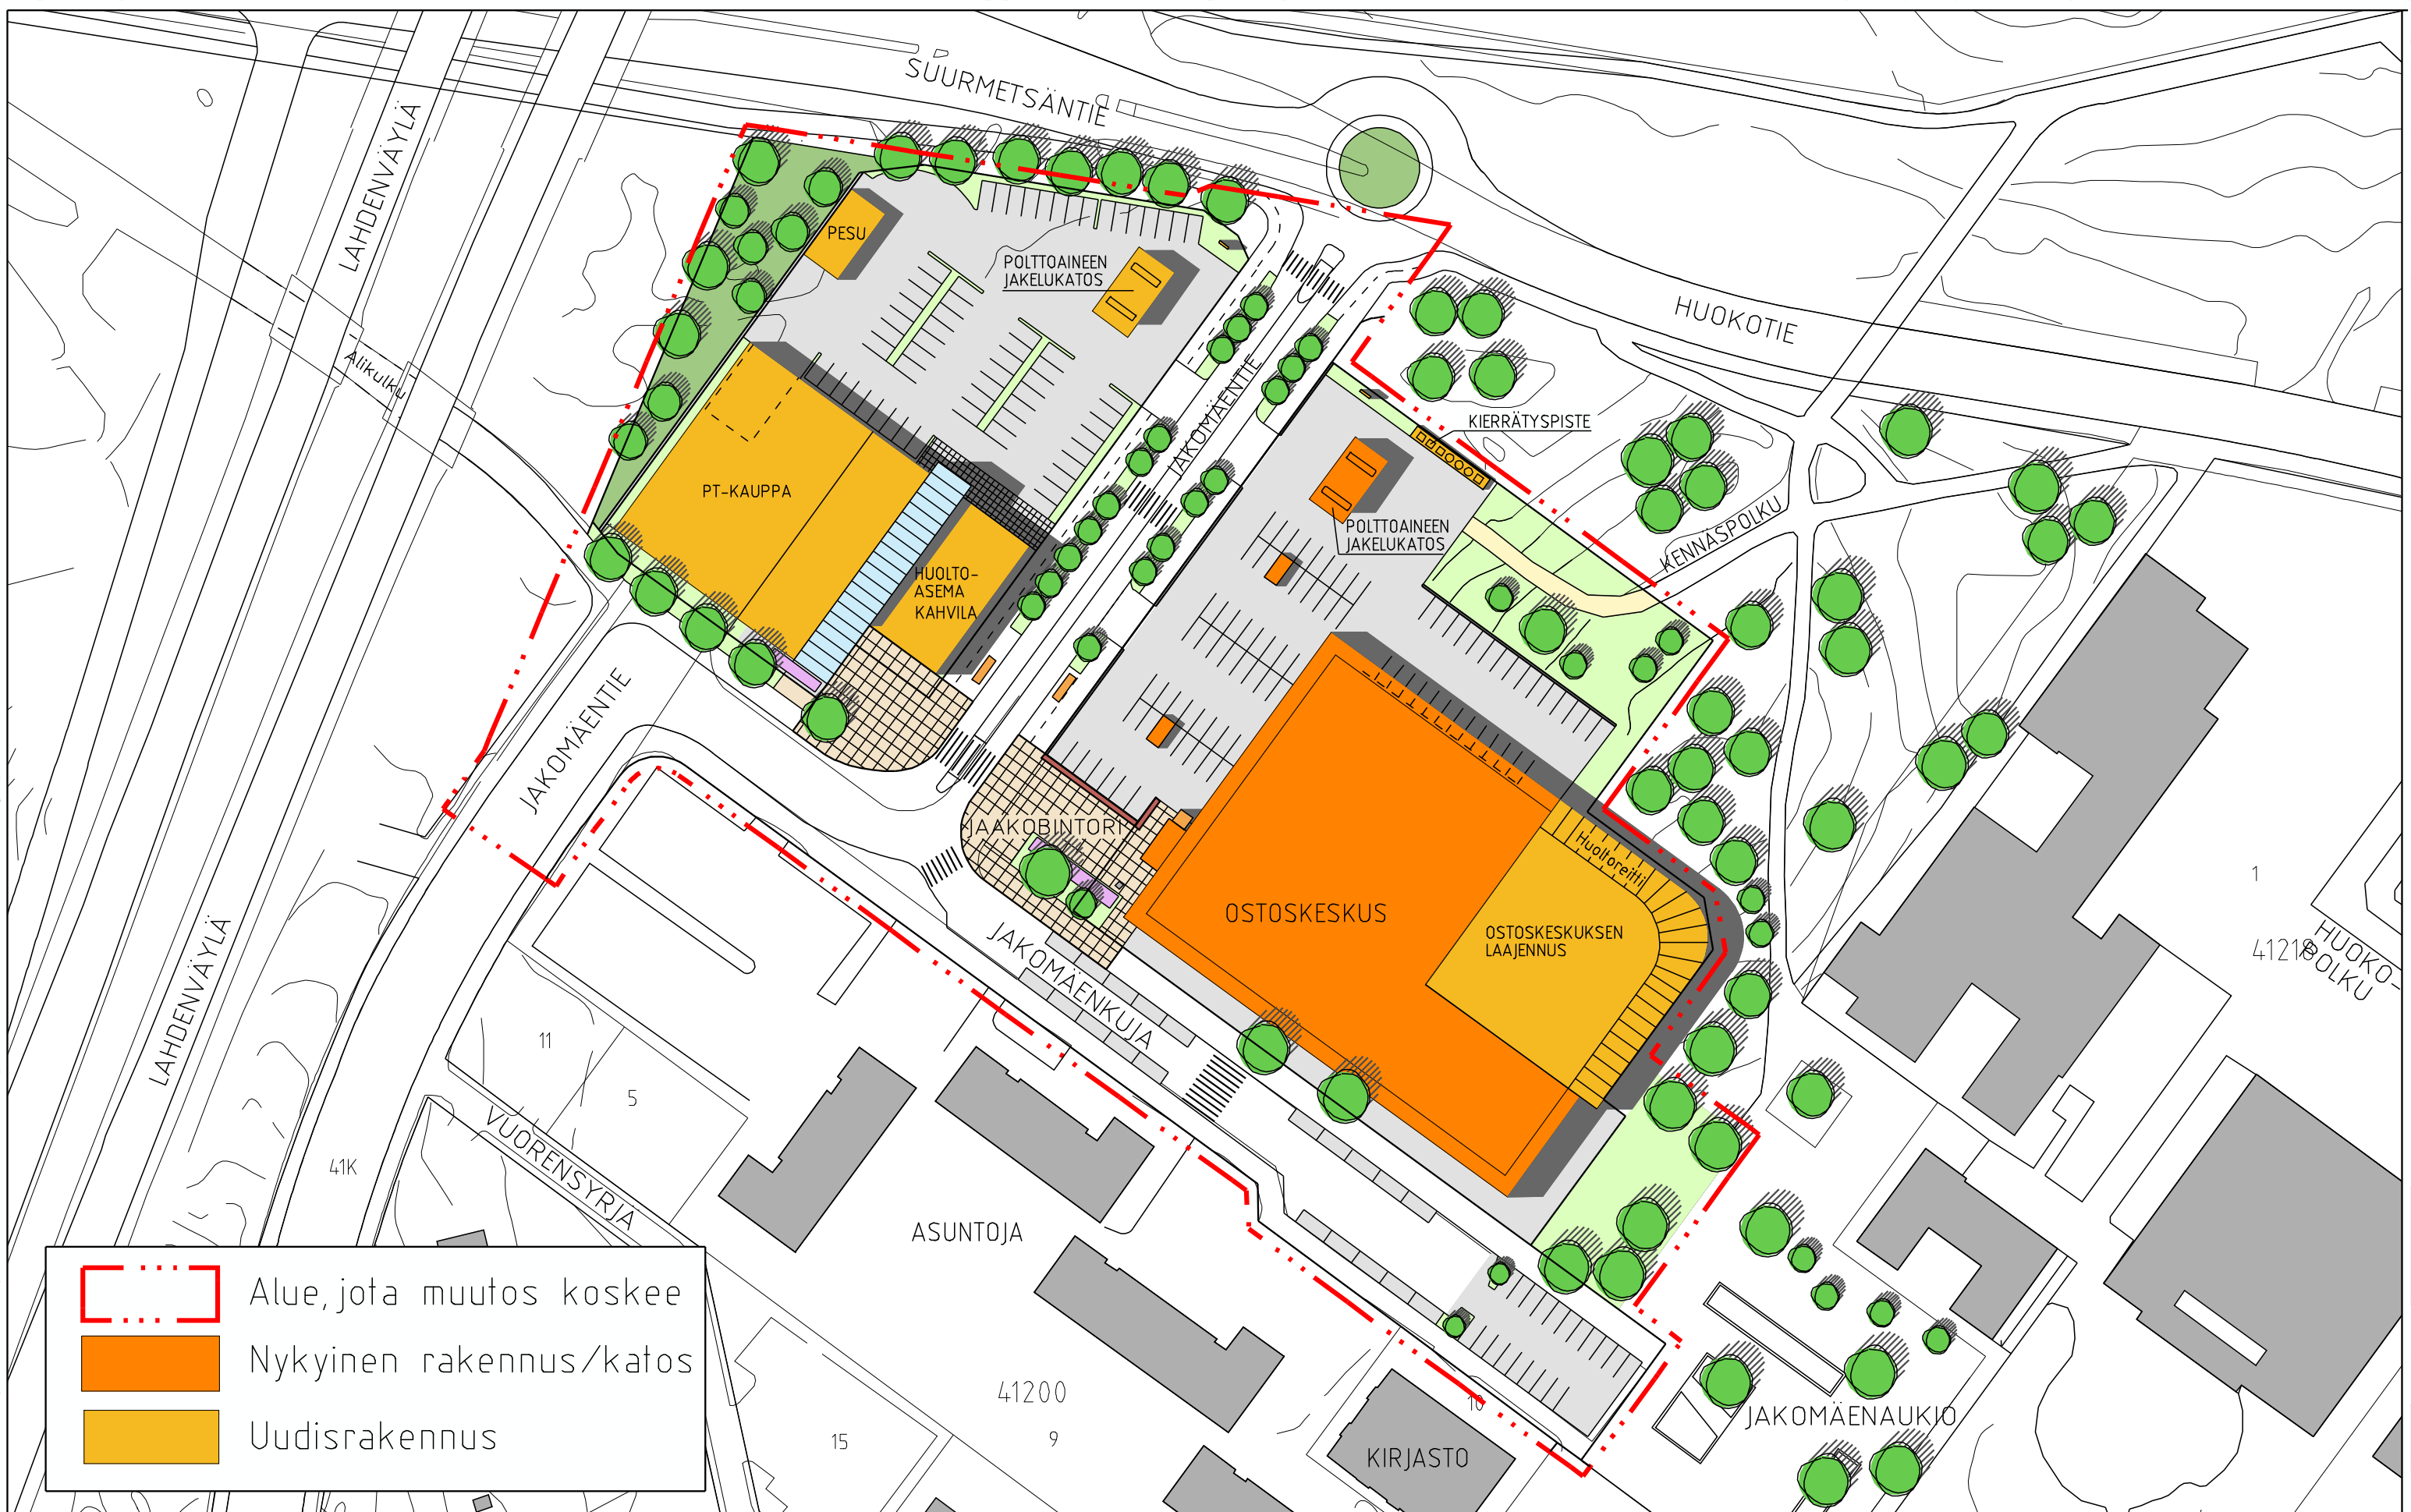 SUURMETSÄNTIE
LAHDENVÄYLÄ
PESU
POLTTOAINEEN
JAKELUKATOS
HUOKOTIE
Alikulku
JAKOMÄENTIE
KIERRÄTYSPISTE
PT-KAUPPA
POLTTOAINEEN
JAKELUKATOS
KENNÄSPOLKU
HUOLTO-
ASEMA
KAHVILA
JAKOMÄENTIE
JAAKOBINTORI
Huoltoreitti
1
OSTOSKESKUS
OSTOSKESKUKSEN
LAAJENNUS
41218
HUOKO-
POLKU
LAHDENVÄYLÄ
JAKOMÄENKUJA
11
5
VUORENSYRJA
41K
ASUNTOJA
41200
9
15
10
KIRJASTO
JAKOMÄENAUKIO
Alue, jota muutos koskee
Nykyinen rakennus/katos
Uudisrakennus